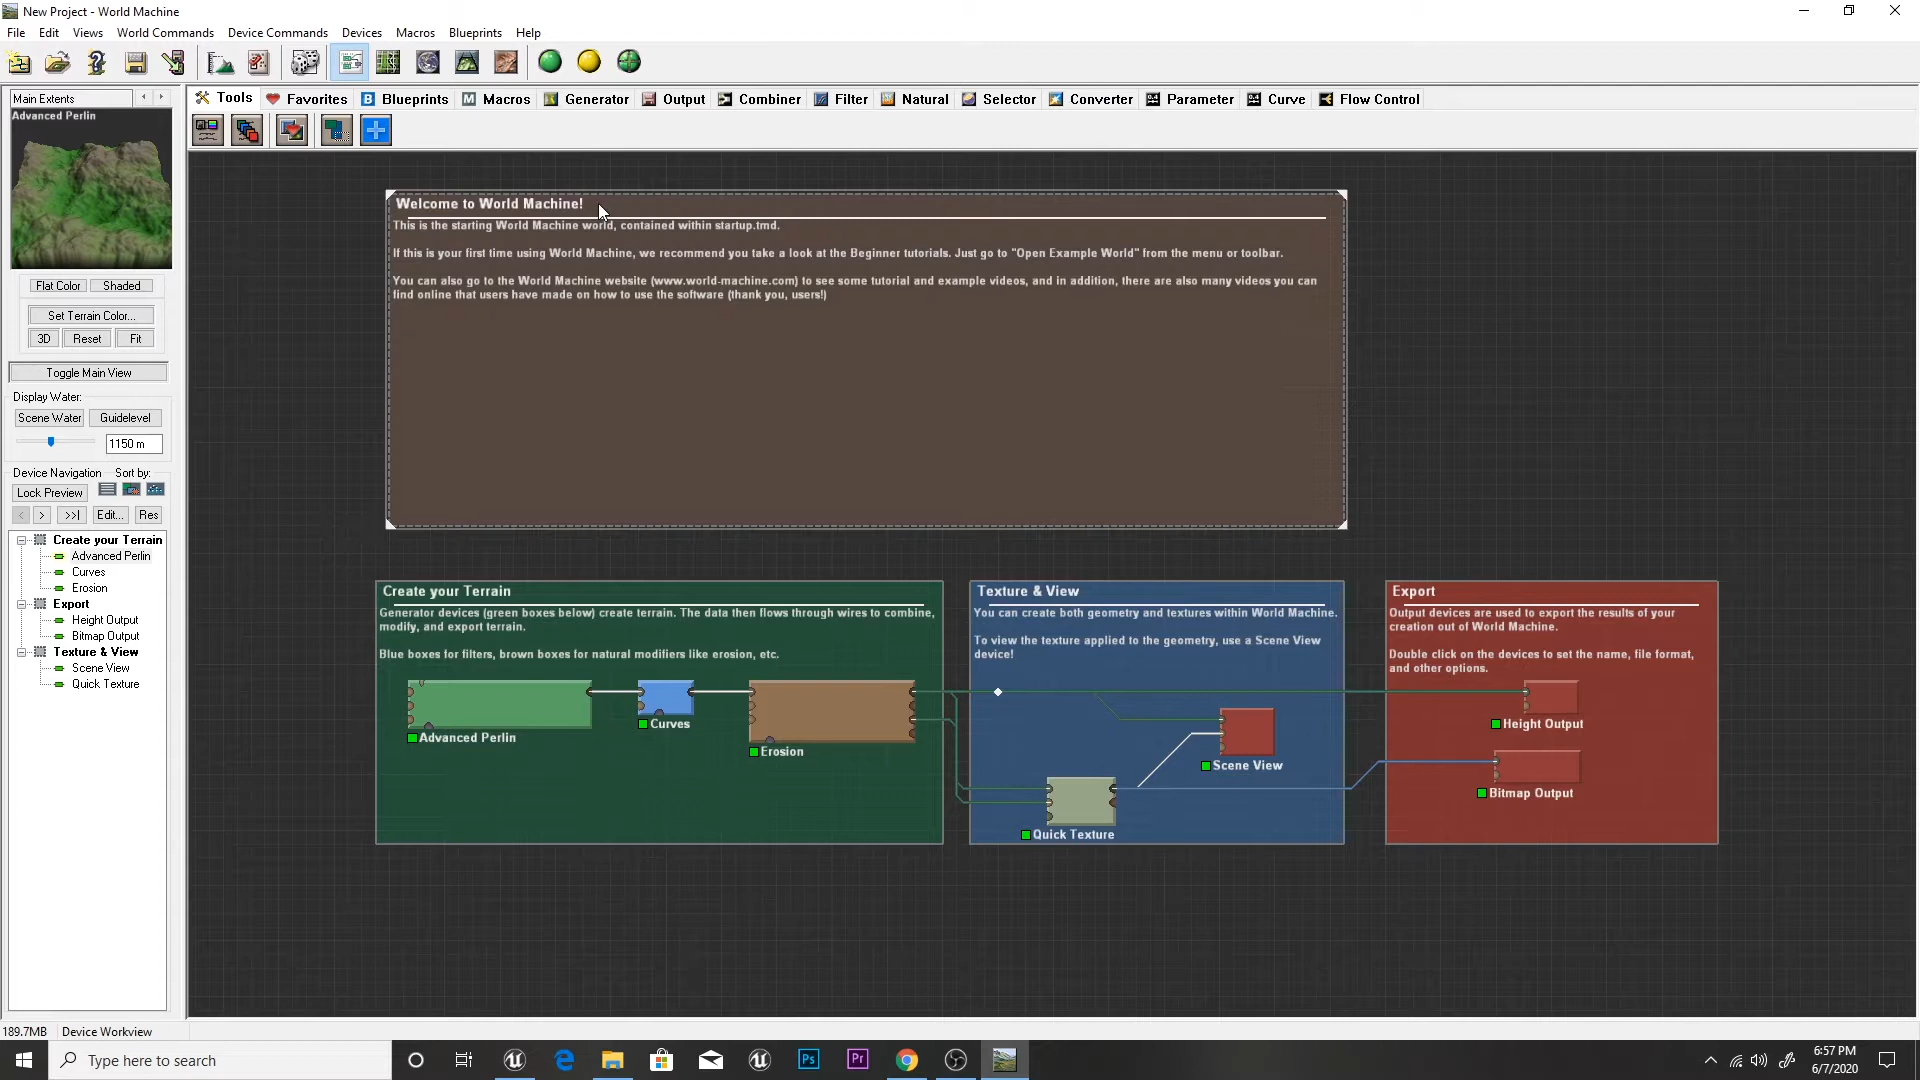 New Project - World Machine
File Edit Views World Commands Device Commands Devices Macros Blueprints Help
Main Extents
Tools Favorites Blueprints Macros Generator Output Combiner Filter Natural Selector Converter Parameter Curve Flow Control
Advanced Perlin
Flat Color Shaded
Set Terrain Color...
3D Reset Fit
Toggle Main View
Display Water:
Scene Water Guidelevel
1150 m
Device Navigation Sort by:
Lock Preview
< > >>| Edit... Res
Create your Terrain
Advanced Perlin
Curves
Erosion
Export
Height Output
Bitmap Output
Texture & View
Scene View
Quick Texture
Welcome to World Machine!
This is the starting World Machine world, contained within startup.tmd.
If this is your first time using World Machine, we recommend you take a look at the Beginner tutorials. Just go to "Open Example World" from the menu or toolbar.
You can also go to the World Machine website (www.world-machine.com) to see some tutorial and example videos, and in addition, there are also many videos you can
find online that users have made on how to use the software (thank you, users!)
Create your Terrain
Generator devices (green boxes below) create terrain. The data then flows through wires to combine,
modify, and export terrain.
Blue boxes for filters, brown boxes for natural modifiers like erosion, etc.
Advanced Perlin
Curves
Erosion
Texture & View
You can create both geometry and textures within World Machine.
To view the texture applied to the geometry, use a Scene View
device!
Scene View
Quick Texture
Export
Output devices are used to export the results of your
creation out of World Machine.
Double click on the devices to set the name, file format,
and other options.
Height Output
Bitmap Output
189.7MB Device Workview
Type here to search
Ps
Pr
6:57 PM
6/7/2020